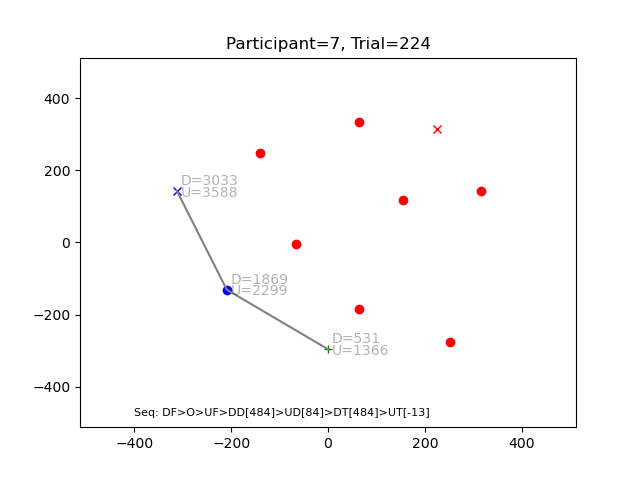 Participant=7, Trial=224
400
200
0
−200
−400
D=3033
U=3588
D=1869
U=2299
D=531
U=1366
Seq: DF>O>UF>DD[484]>UD[84]>DT[484]>UT[-13]
−400 −200 0 200 400